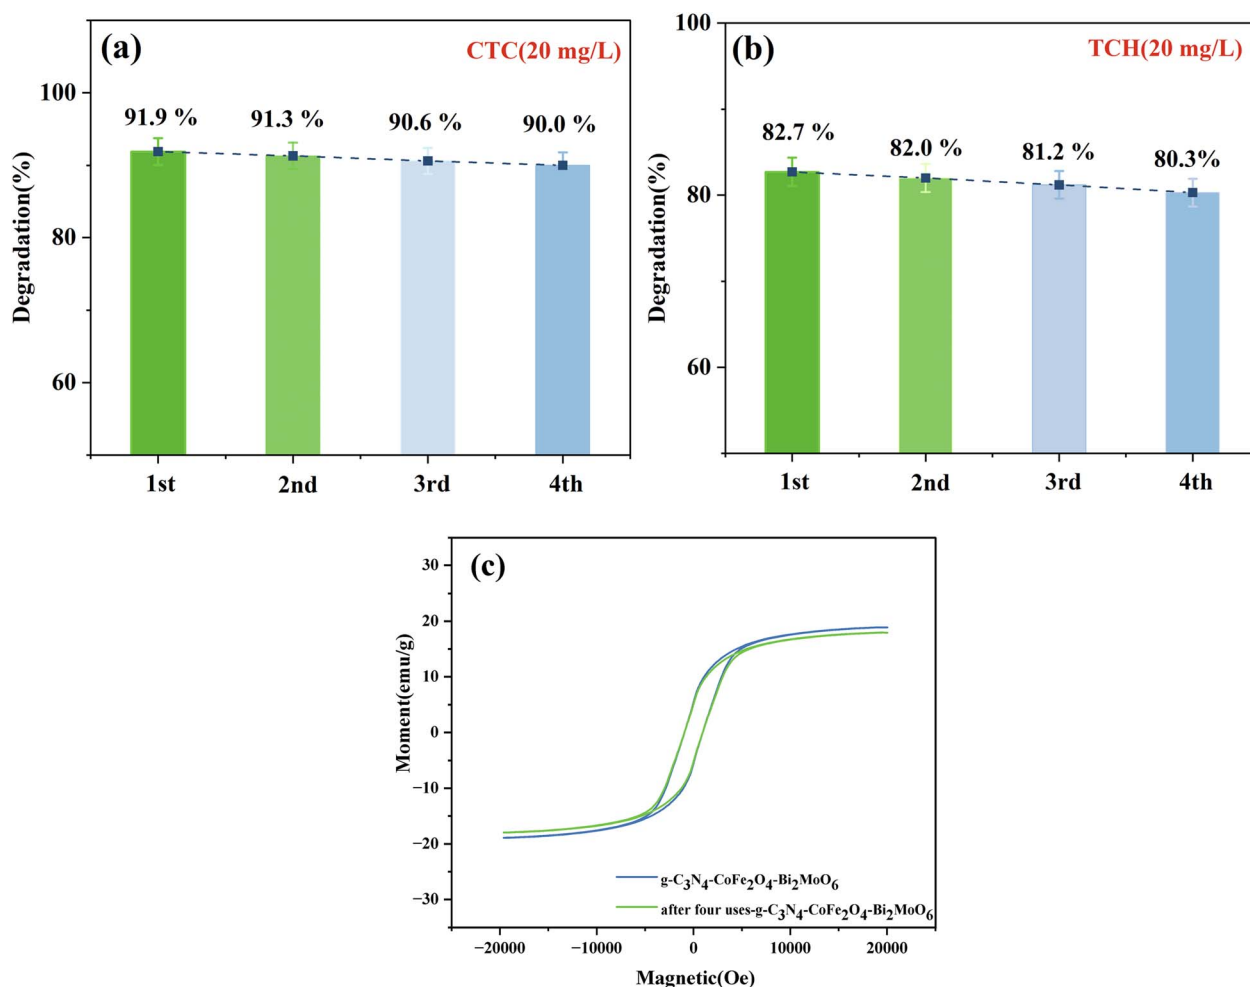 (a)
CTC(20 mg/L)
100
80
60
Degradation(%)
91.9 %
91.3 %
90.6 %
90.0 %
1st
2nd
3rd
4th
(b)
TCH(20 mg/L)
100
80
60
Degradation(%)
82.7 %
82.0 %
81.2 %
80.3%
1st
2nd
3rd
4th
(c)
30
20
10
0
−10
−20
−30
Moment(emu/g)
g-C3N4-CoFe2O4-Bi2MoO6
after four uses-g-C3N4-CoFe2O4-Bi2MoO6
−20000
−10000
0
10000
20000
Magnetic(Oe)